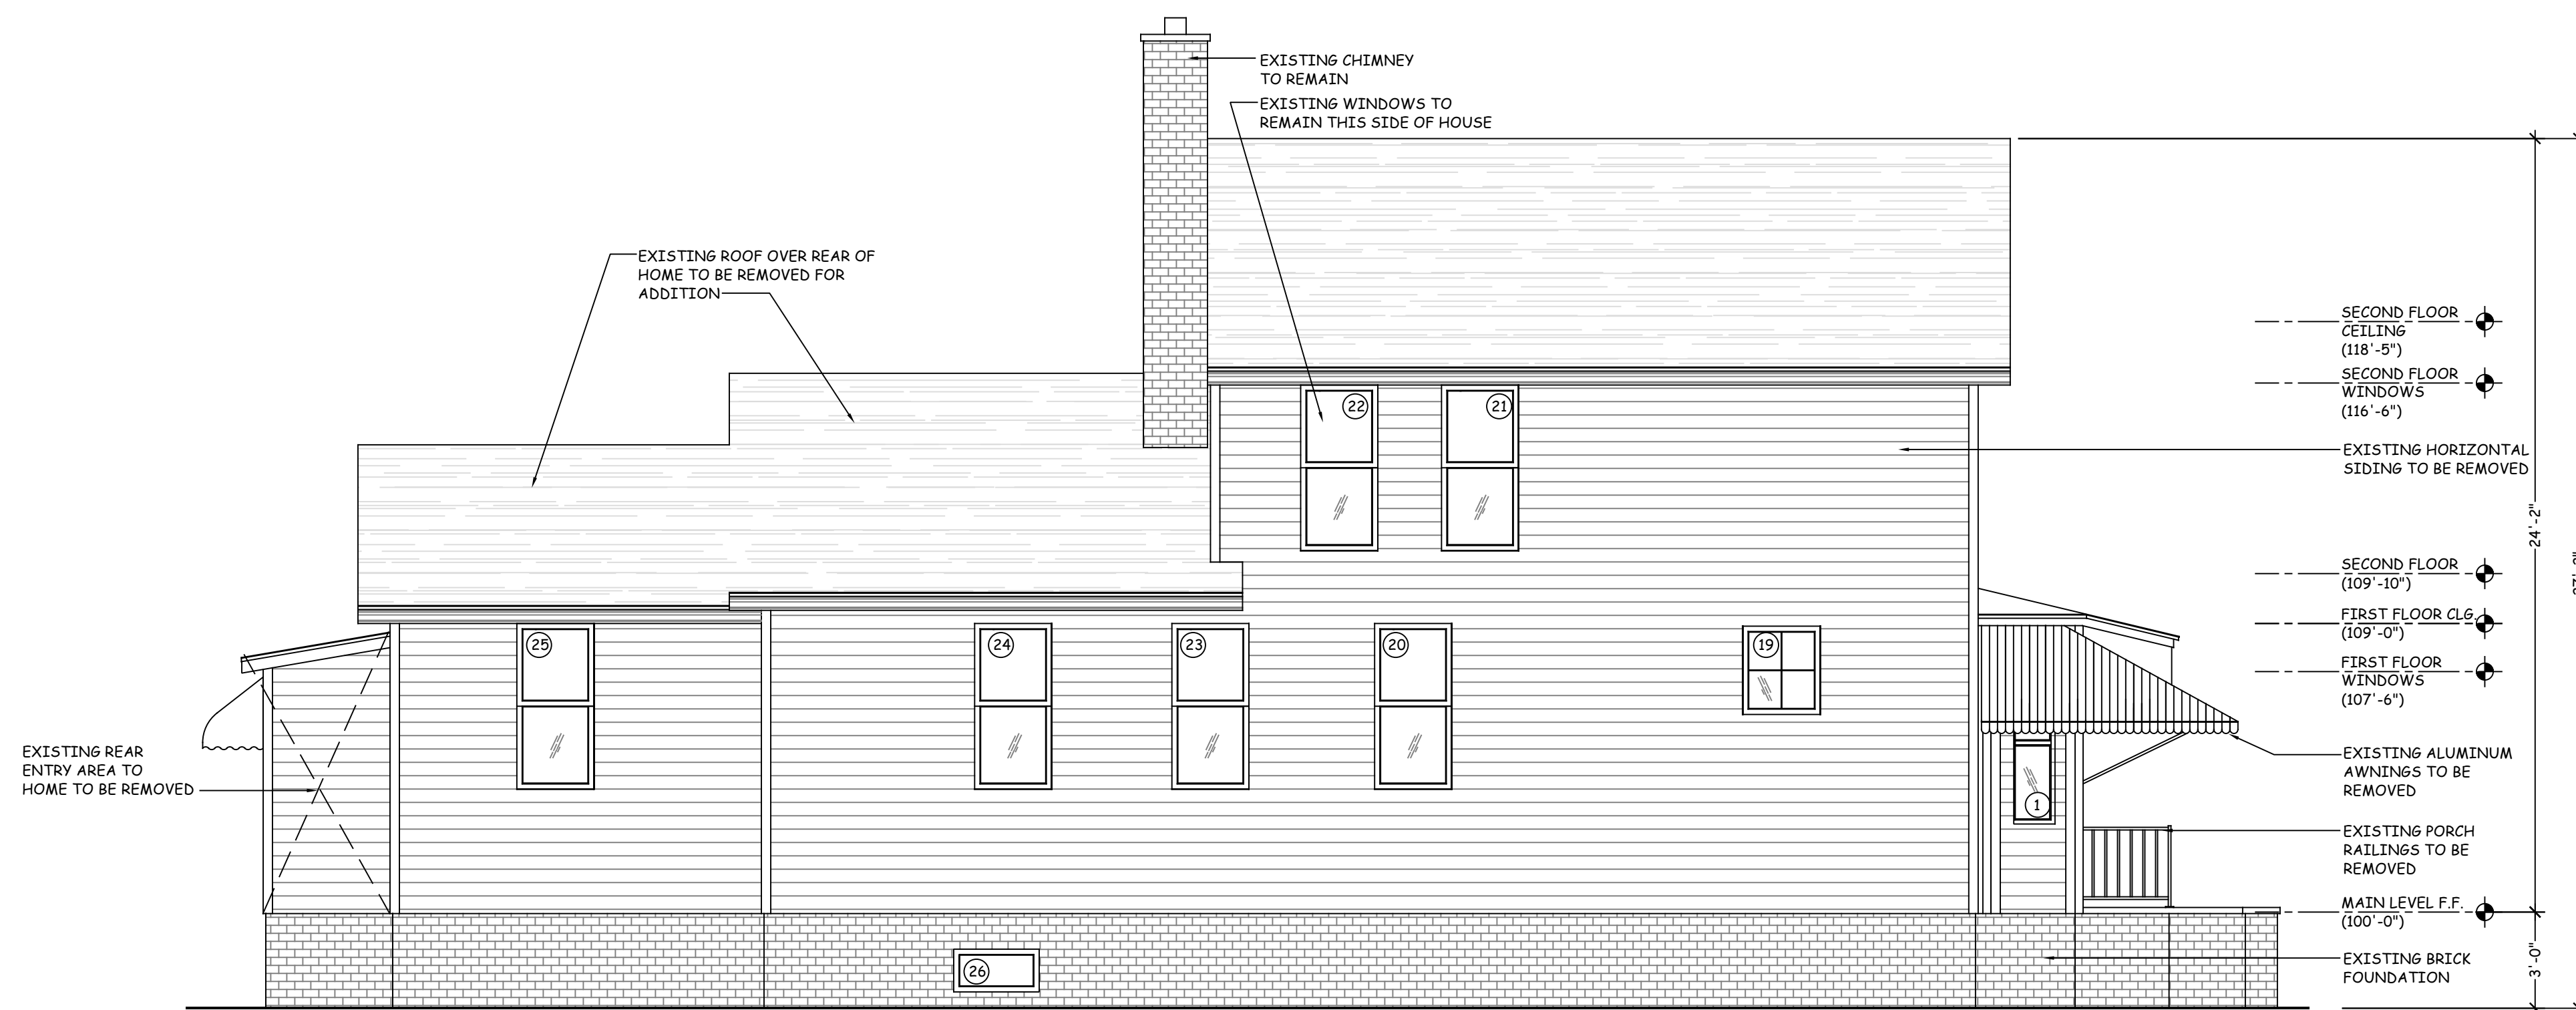 EXISTING CHIMNEY
TO REMAIN
EXISTING WINDOWS TO
REMAIN THIS SIDE OF HOUSE
EXISTING ROOF OVER REAR OF
HOME TO BE REMOVED FOR
ADDITION
SECOND FLOOR
CEILING
(118'-5")
SECOND FLOOR
WINDOWS
(116'-6")
22
21
EXISTING HORIZONTAL
SIDING TO BE REMOVED
24'-2"
SECOND FLOOR
(109'-10")
FIRST FLOOR CLG.
(109'-0")
25
24
23
20
19
FIRST FLOOR
WINDOWS
(107'-6")
EXISTING REAR
ENTRY AREA TO
HOME TO BE REMOVED
EXISTING ALUMINUM
AWNINGS TO BE
REMOVED
1
EXISTING PORCH
RAILINGS TO BE
REMOVED
MAIN LEVEL F.F.
(100'-0")
26
EXISTING BRICK
FOUNDATION
3'-0"